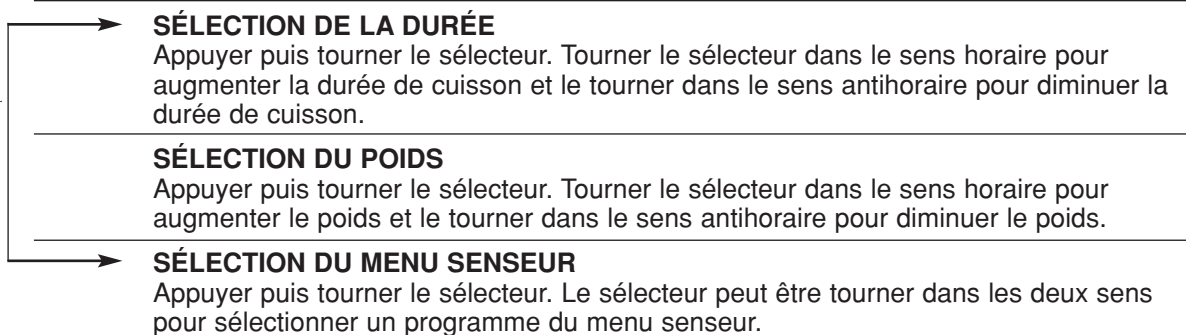 SÉLECTION DE LA DURÉE
Appuyer puis tourner le sélecteur. Tourner le sélecteur dans le sens horaire pour
augmenter la durée de cuisson et le tourner dans le sens antihoraire pour diminuer la
durée de cuisson.
SÉLECTION DU POIDS
Appuyer puis tourner le sélecteur. Tourner le sélecteur dans le sens horaire pour
augmenter le poids et le tourner dans le sens antihoraire pour diminuer le poids.
SÉLECTION DU MENU SENSEUR
Appuyer puis tourner le sélecteur. Le sélecteur peut être tourner dans les deux sens
pour sélectionner un programme du menu senseur.